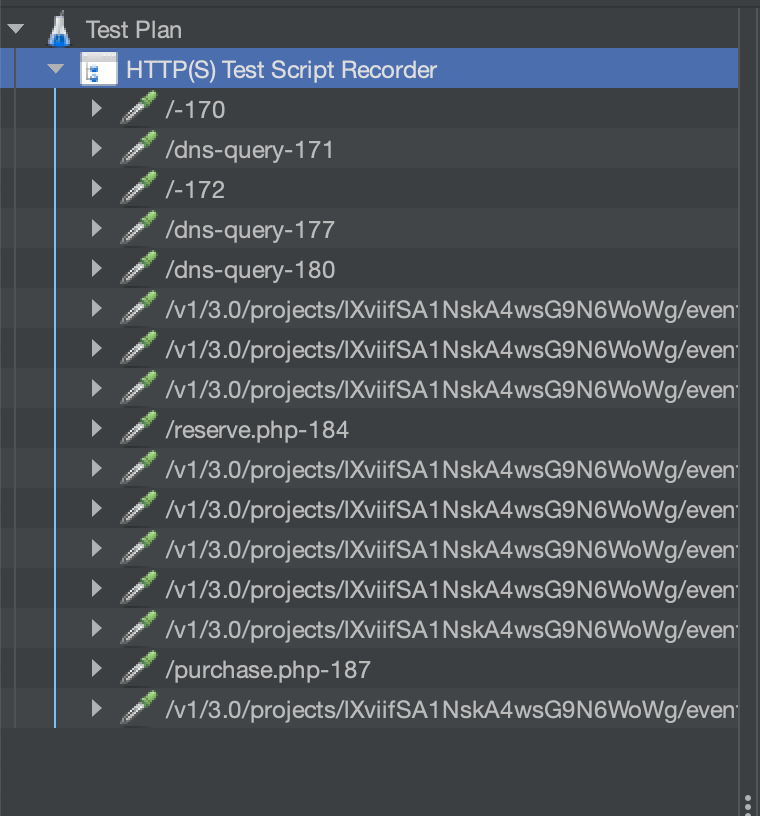 Test Plan
HTTP(S) Test Script Recorder
/-170
/dns-query-171
/-172
/dns-query-177
/dns-query-180
/v1/3.0/projects/lXviifSA1NskA4wsG9N6WoWg/event
/v1/3.0/projects/lXviifSA1NskA4wsG9N6WoWg/event
/v1/3.0/projects/lXviifSA1NskA4wsG9N6WoWg/event
/reserve.php-184
/v1/3.0/projects/lXviifSA1NskA4wsG9N6WoWg/event
/v1/3.0/projects/lXviifSA1NskA4wsG9N6WoWg/event
/v1/3.0/projects/lXviifSA1NskA4wsG9N6WoWg/event
/v1/3.0/projects/lXviifSA1NskA4wsG9N6WoWg/event
/v1/3.0/projects/lXviifSA1NskA4wsG9N6WoWg/event
/purchase.php-187
/v1/3.0/projects/lXviifSA1NskA4wsG9N6WoWg/event